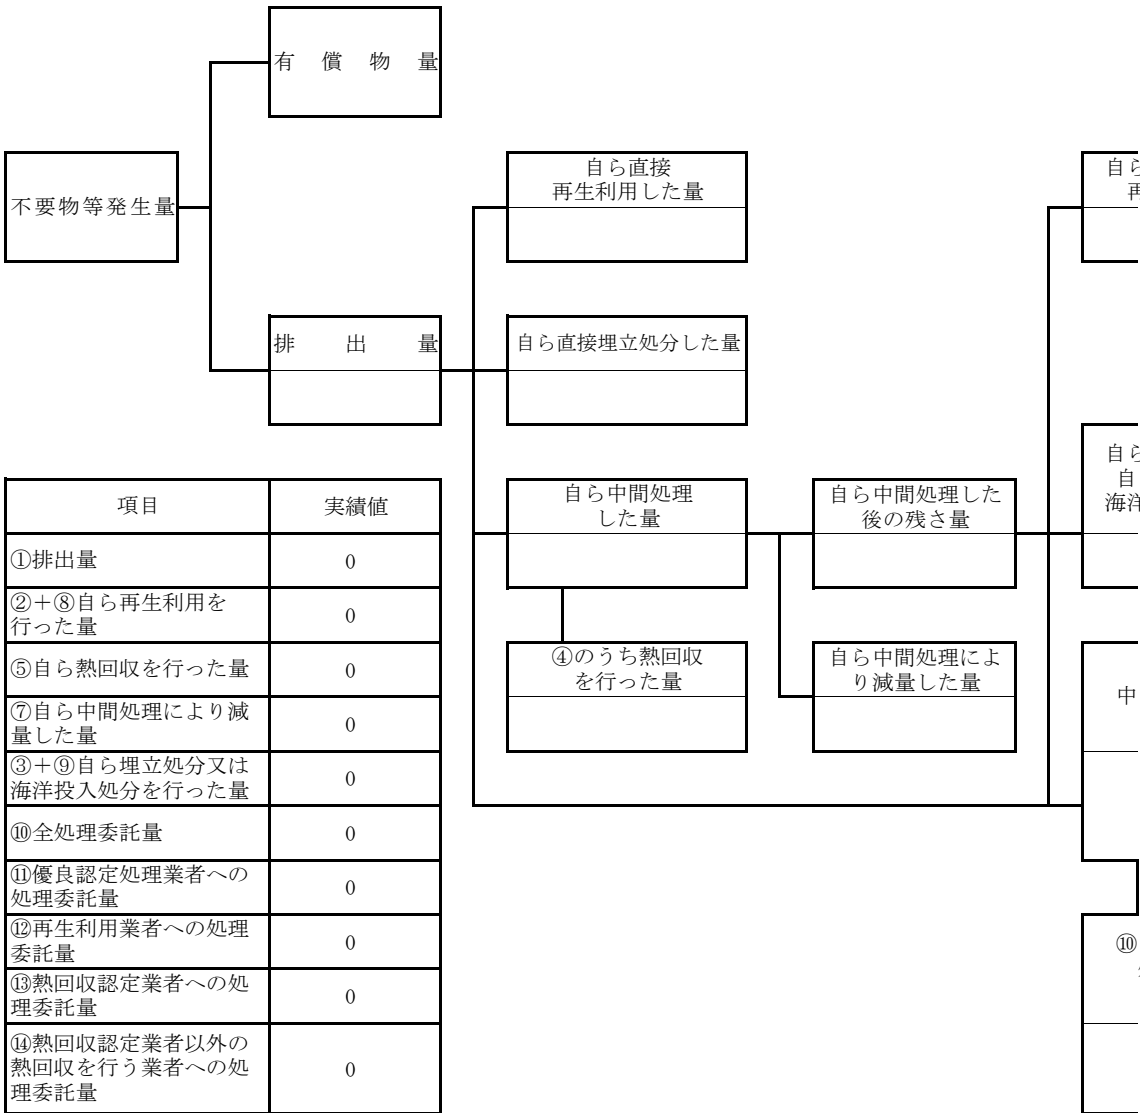 有償物量
自ら直接
再生利用した量
自ら
再
不要物等発生量
排出量
自ら直接埋立処分した量
自ら
自
海洋
自ら中間処理
した量
自ら中間処理した
後の残さ量
④のうち熱回収
を行った量
自ら中間処理によ
り減量した量
中
⑩
項目
実績値
①排出量
0
②+⑧自ら再生利用を
行った量
0
⑤自ら熱回収を行った量
0
⑦自ら中間処理により減
量した量
0
③+⑨自ら埋立処分又は
海洋投入処分を行った量
0
⑩全処理委託量
0
⑪優良認定処理業者への
処理委託量
0
⑫再生利用業者への処理
委託量
0
⑬熱回収認定業者への処
理委託量
0
⑭熱回収認定業者以外の
熱回収を行う業者への処
理委託量
0